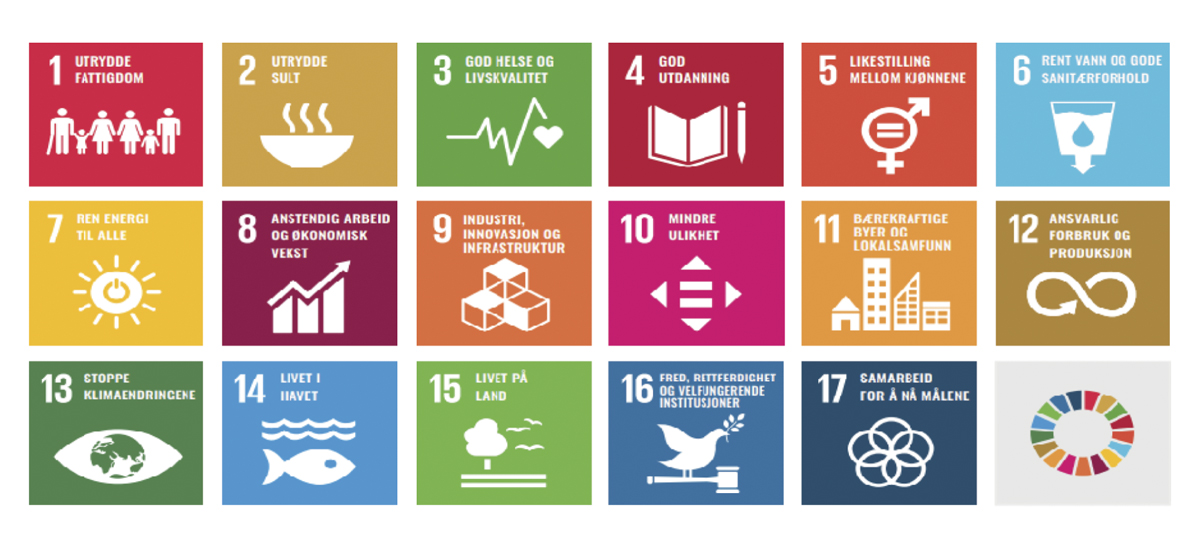 1 UTRYDDE
FATTIGDOM
2 UTRYDDE
SULT
3 GOD HELSE OG
LIVSKVALITET
4 GOD
UTDANNING
5 LIKESTILLING
MELLOM KJØNNENE
6 RENT VANN OG GODE
SANITÆRFORHOLD
7 REN ENERGI
TIL ALLE
8 ANSTENDIG ARBEID
OG ØKONOMISK
VEKST
9 INDUSTRI,
INNOVASJON OG
INFRASTRUKTUR
10 MINDRE
ULIKHET
11 BÆREKRAFTIGE
BYER OG
LOKALSAMFUNN
12 ANSVARLIG
FORBRUK OG
PRODUKSJON
13 STOPPE
KLIMAENDRINGENE
14 LIVET I
HAVET
15 LIVET PÅ
LAND
16 FRED, RETTFERDIGHET
OG VELFUNGERENDE
INSTITUSJONER
17 SAMARBEID
FOR Å NÅ MÅLENE